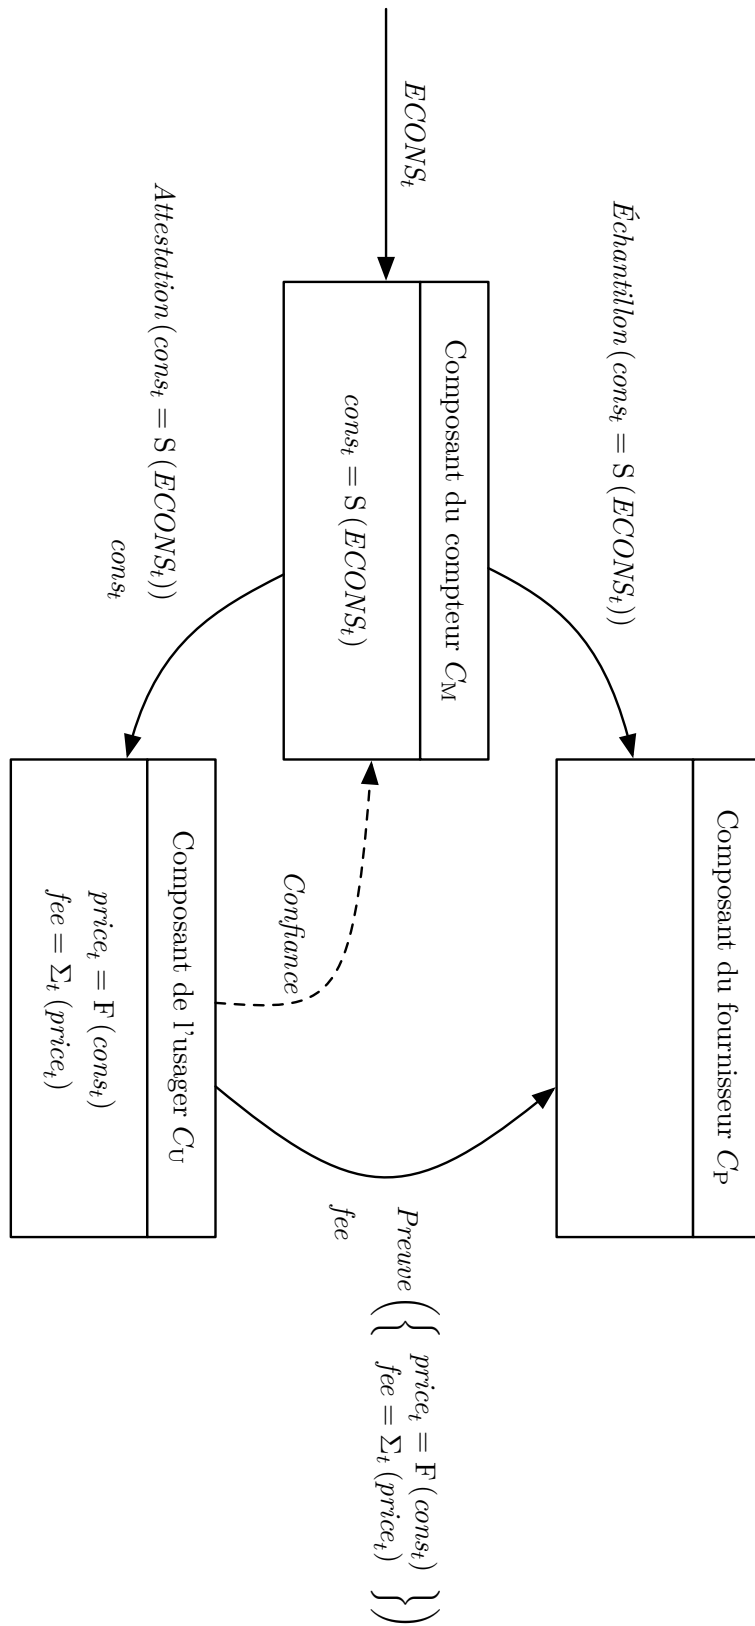 Échantillon (cons_t = S (ECONS_t))
Composant du fournisseur C_P
ECONS_t
Composant du compteur C_M
cons_t = S (ECONS_t)
Confiance
Preuve ( { price_t = F (cons_t)
fee = Σ_t (price_t) } )
fee
Attestation (cons_t = S (ECONS_t))
cons_t
Composant de l'usager C_U
price_t = F (cons_t)
fee = Σ_t (price_t)